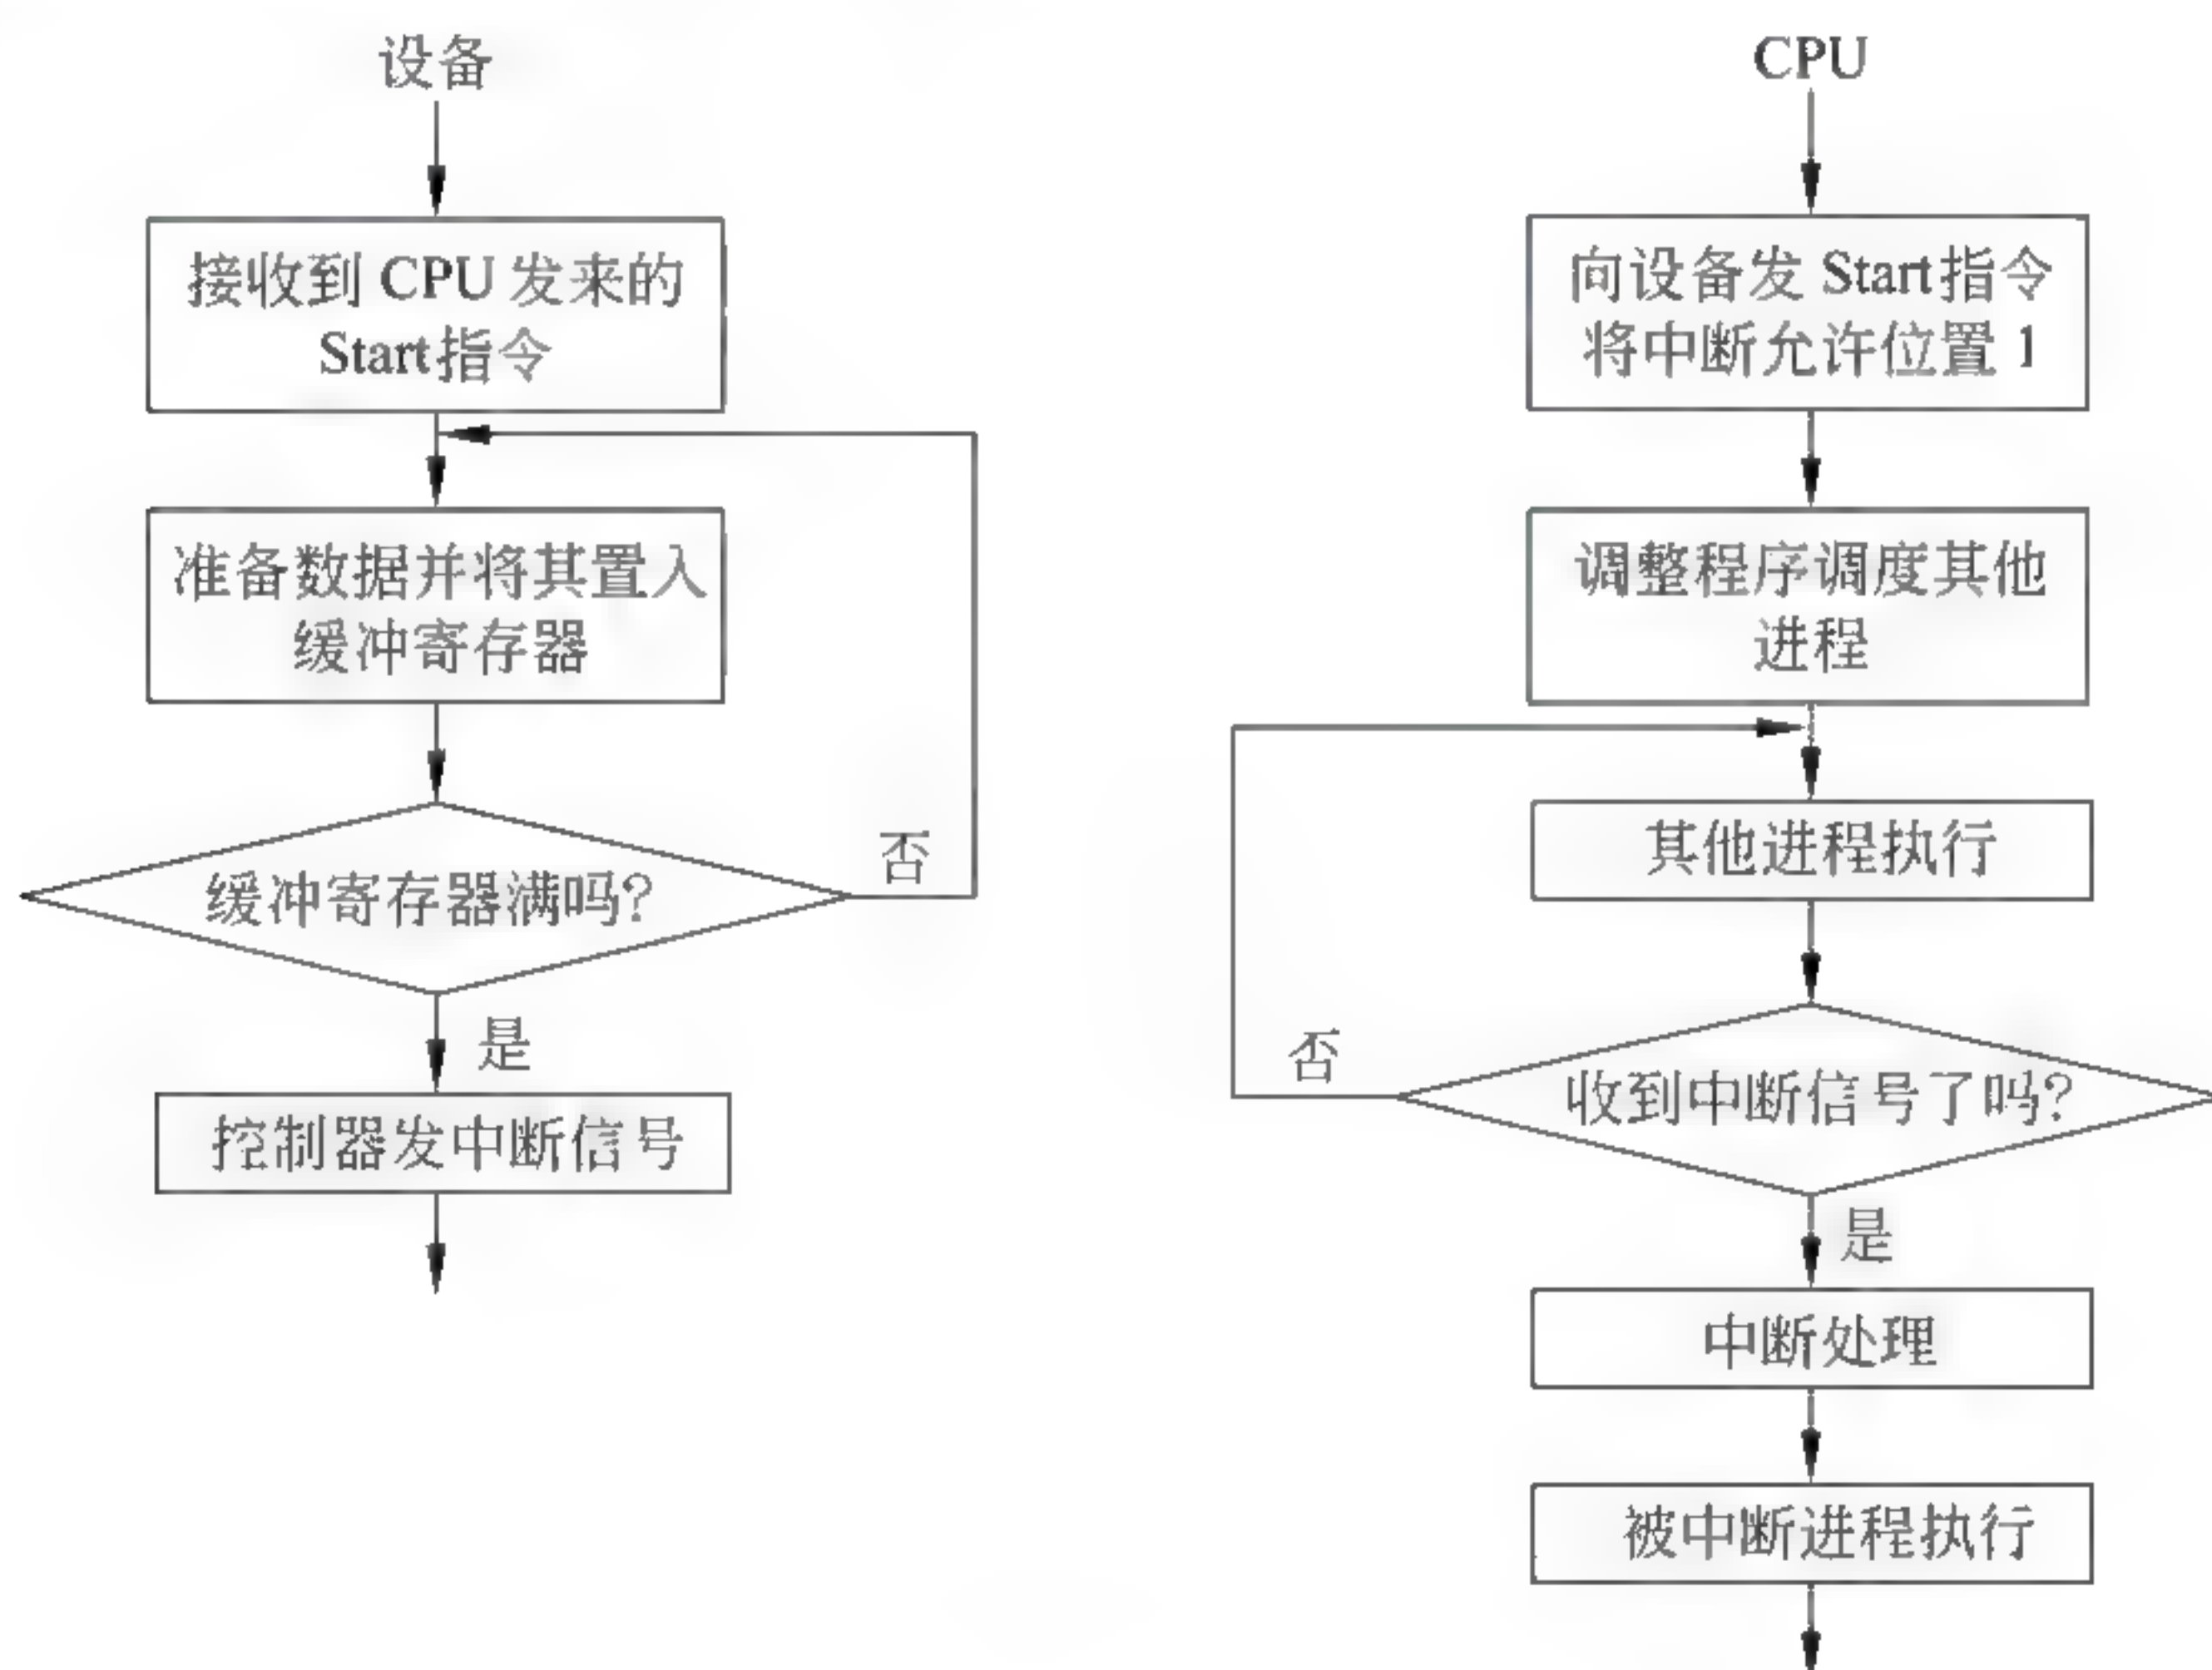 设备
接收到 CPU 发来的
Start指令
准备数据并将其置入
缓冲寄存器
缓冲寄存器满吗?
否
是
控制器发中断信号
CPU
向设备发 Start指令
将中断允许位置 1
调整程序调度其他
进程
其他进程执行
收到中断信号了吗?
否
是
中断处理
被中断进程执行